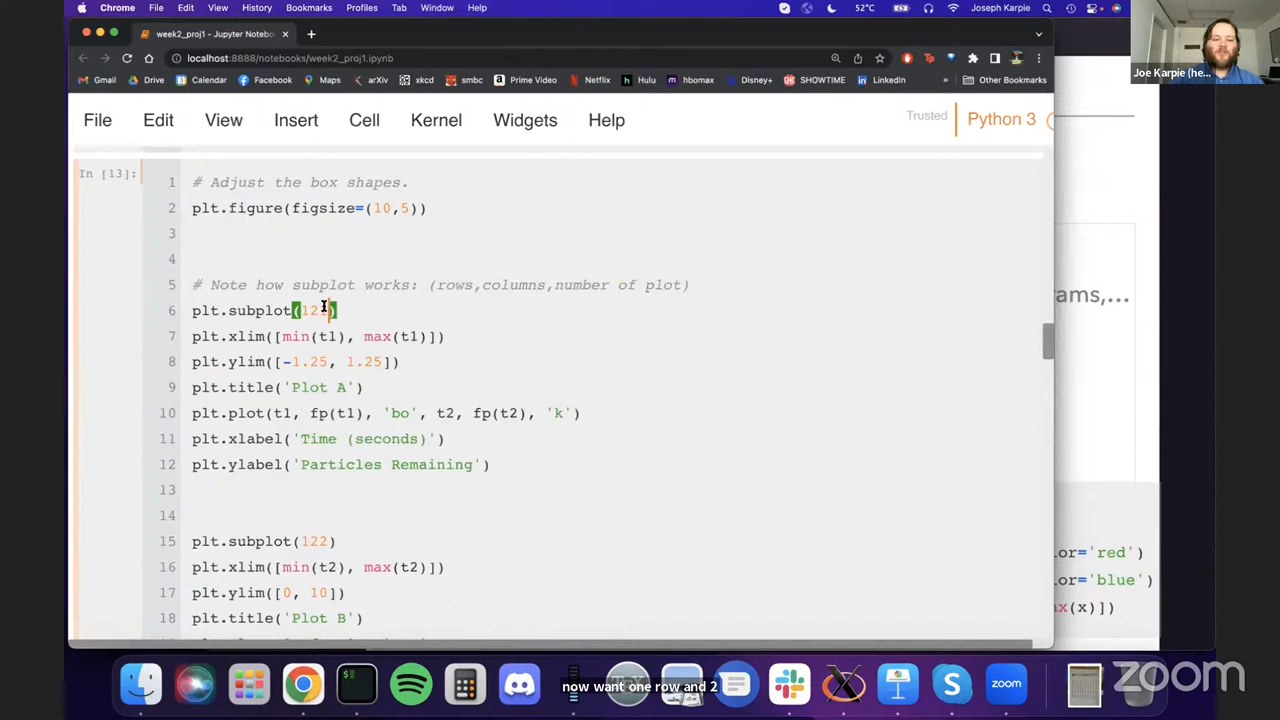 Chrome File Edit View History Bookmarks Profiles Tab Window Help 52°C Joseph Karpie
week2_proj1 - Jupyter Notebo
localhost:8888/notebooks/week2_proj1.ipynb
Gmail Drive Calendar Facebook Maps arXiv xkcd smbc Prime Video Netflix Hulu hbomax Disney+ SHOWTIME LinkedIn » Other Bookmarks
Joe Karpie (he...
File Edit View Insert Cell Kernel Widgets Help Trusted Python 3
In [13]:
1 # Adjust the box shapes.
2 plt.figure(figsize=(10,5))
3
4
5 # Note how subplot works: (rows,columns,number of plot)
6 plt.subplot(121)
7 plt.xlim([min(t1), max(t1)])
8 plt.ylim([-1.25, 1.25])
9 plt.title('Plot A')
10 plt.plot(t1, fp(t1), 'bo', t2, fp(t2), 'k')
11 plt.xlabel('Time (seconds)')
12 plt.ylabel('Particles Remaining')
13
14
15 plt.subplot(122)
16 plt.xlim([min(t2), max(t2)])
17 plt.ylim([0, 10])
18 plt.title('Plot B')
rams,...
lor='red')
lor='blue')
ax(x)])
now want one row and 2
zoom
zoom